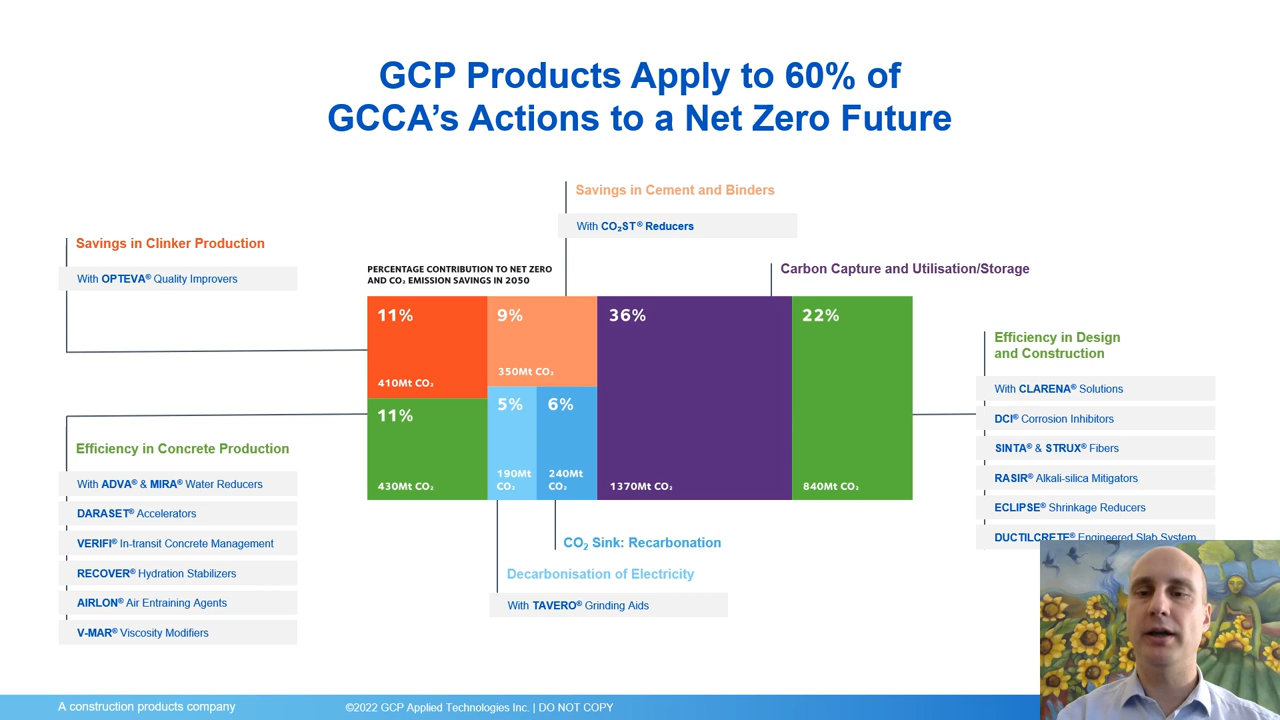 GCP Products Apply to 60% of
GCCA’s Actions to a Net Zero Future
Savings in Cement and Binders
With CO₂ST® Reducers
Savings in Clinker Production
With OPTEVA® Quality Improvers
PERCENTAGE CONTRIBUTION TO NET ZERO
AND CO₂ EMISSION SAVINGS IN 2050
Carbon Capture and Utilisation/Storage
11%
410Mt CO₂
9%
350Mt CO₂
36%
1370Mt CO₂
22%
840Mt CO₂
11%
430Mt CO₂
5%
190Mt
CO₂
6%
240Mt
CO₂
Efficiency in Design
and Construction
With CLARENA® Solutions
DCI® Corrosion Inhibitors
SINTA® & STRUX® Fibers
RASIR® Alkali-silica Mitigators
ECLIPSE® Shrinkage Reducers
DUCTILCRETE® Engineered Slab System
Efficiency in Concrete Production
With ADVA® & MIRA® Water Reducers
DARASET® Accelerators
VERIFI® In-transit Concrete Management
RECOVER® Hydration Stabilizers
AIRLON® Air Entraining Agents
V-MAR® Viscosity Modifiers
CO₂ Sink: Recarbonation
Decarbonisation of Electricity
With TAVERO® Grinding Aids
A construction products company
©2022 GCP Applied Technologies Inc. | DO NOT COPY